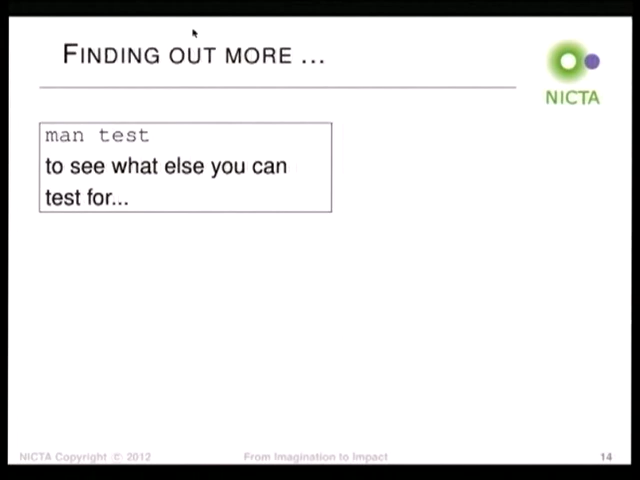 FINDING OUT MORE ...
NICTA
man test
to see what else you can
test for...
NICTA Copyright © 2012
From Imagination to Impact
14